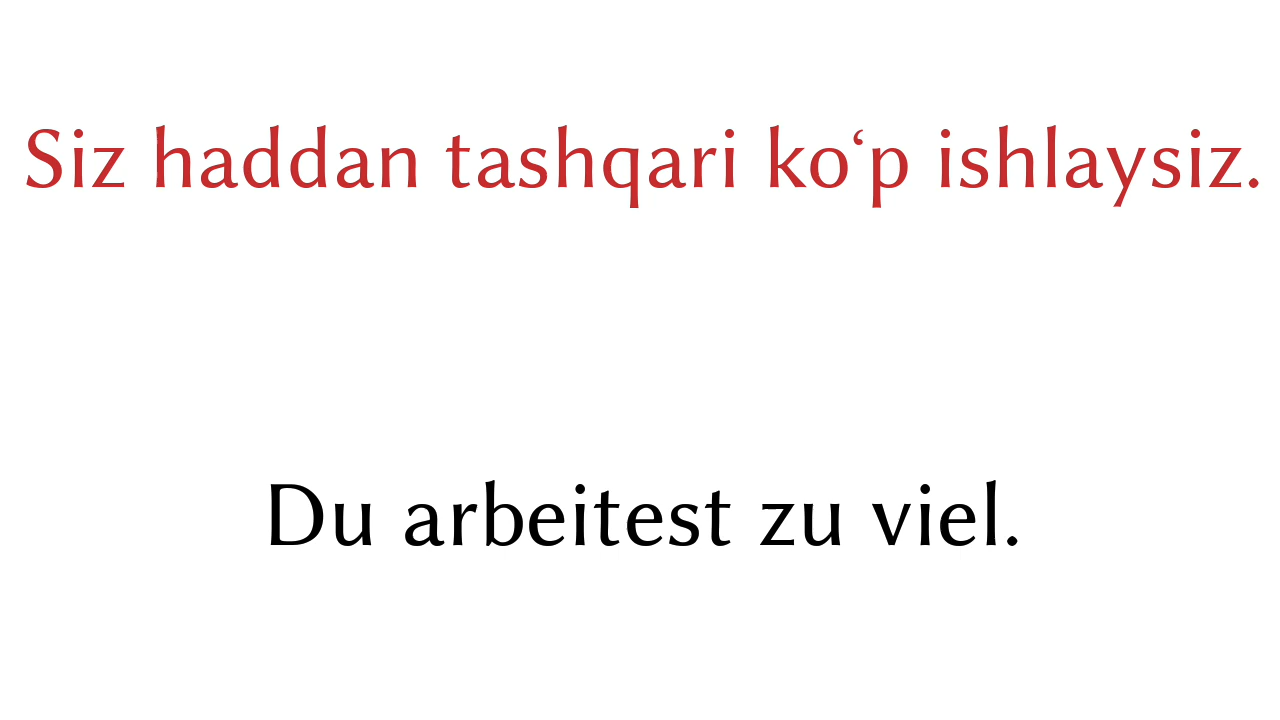 Siz haddan tashqari ko‘p ishlaysiz.
Du arbeitest zu viel.